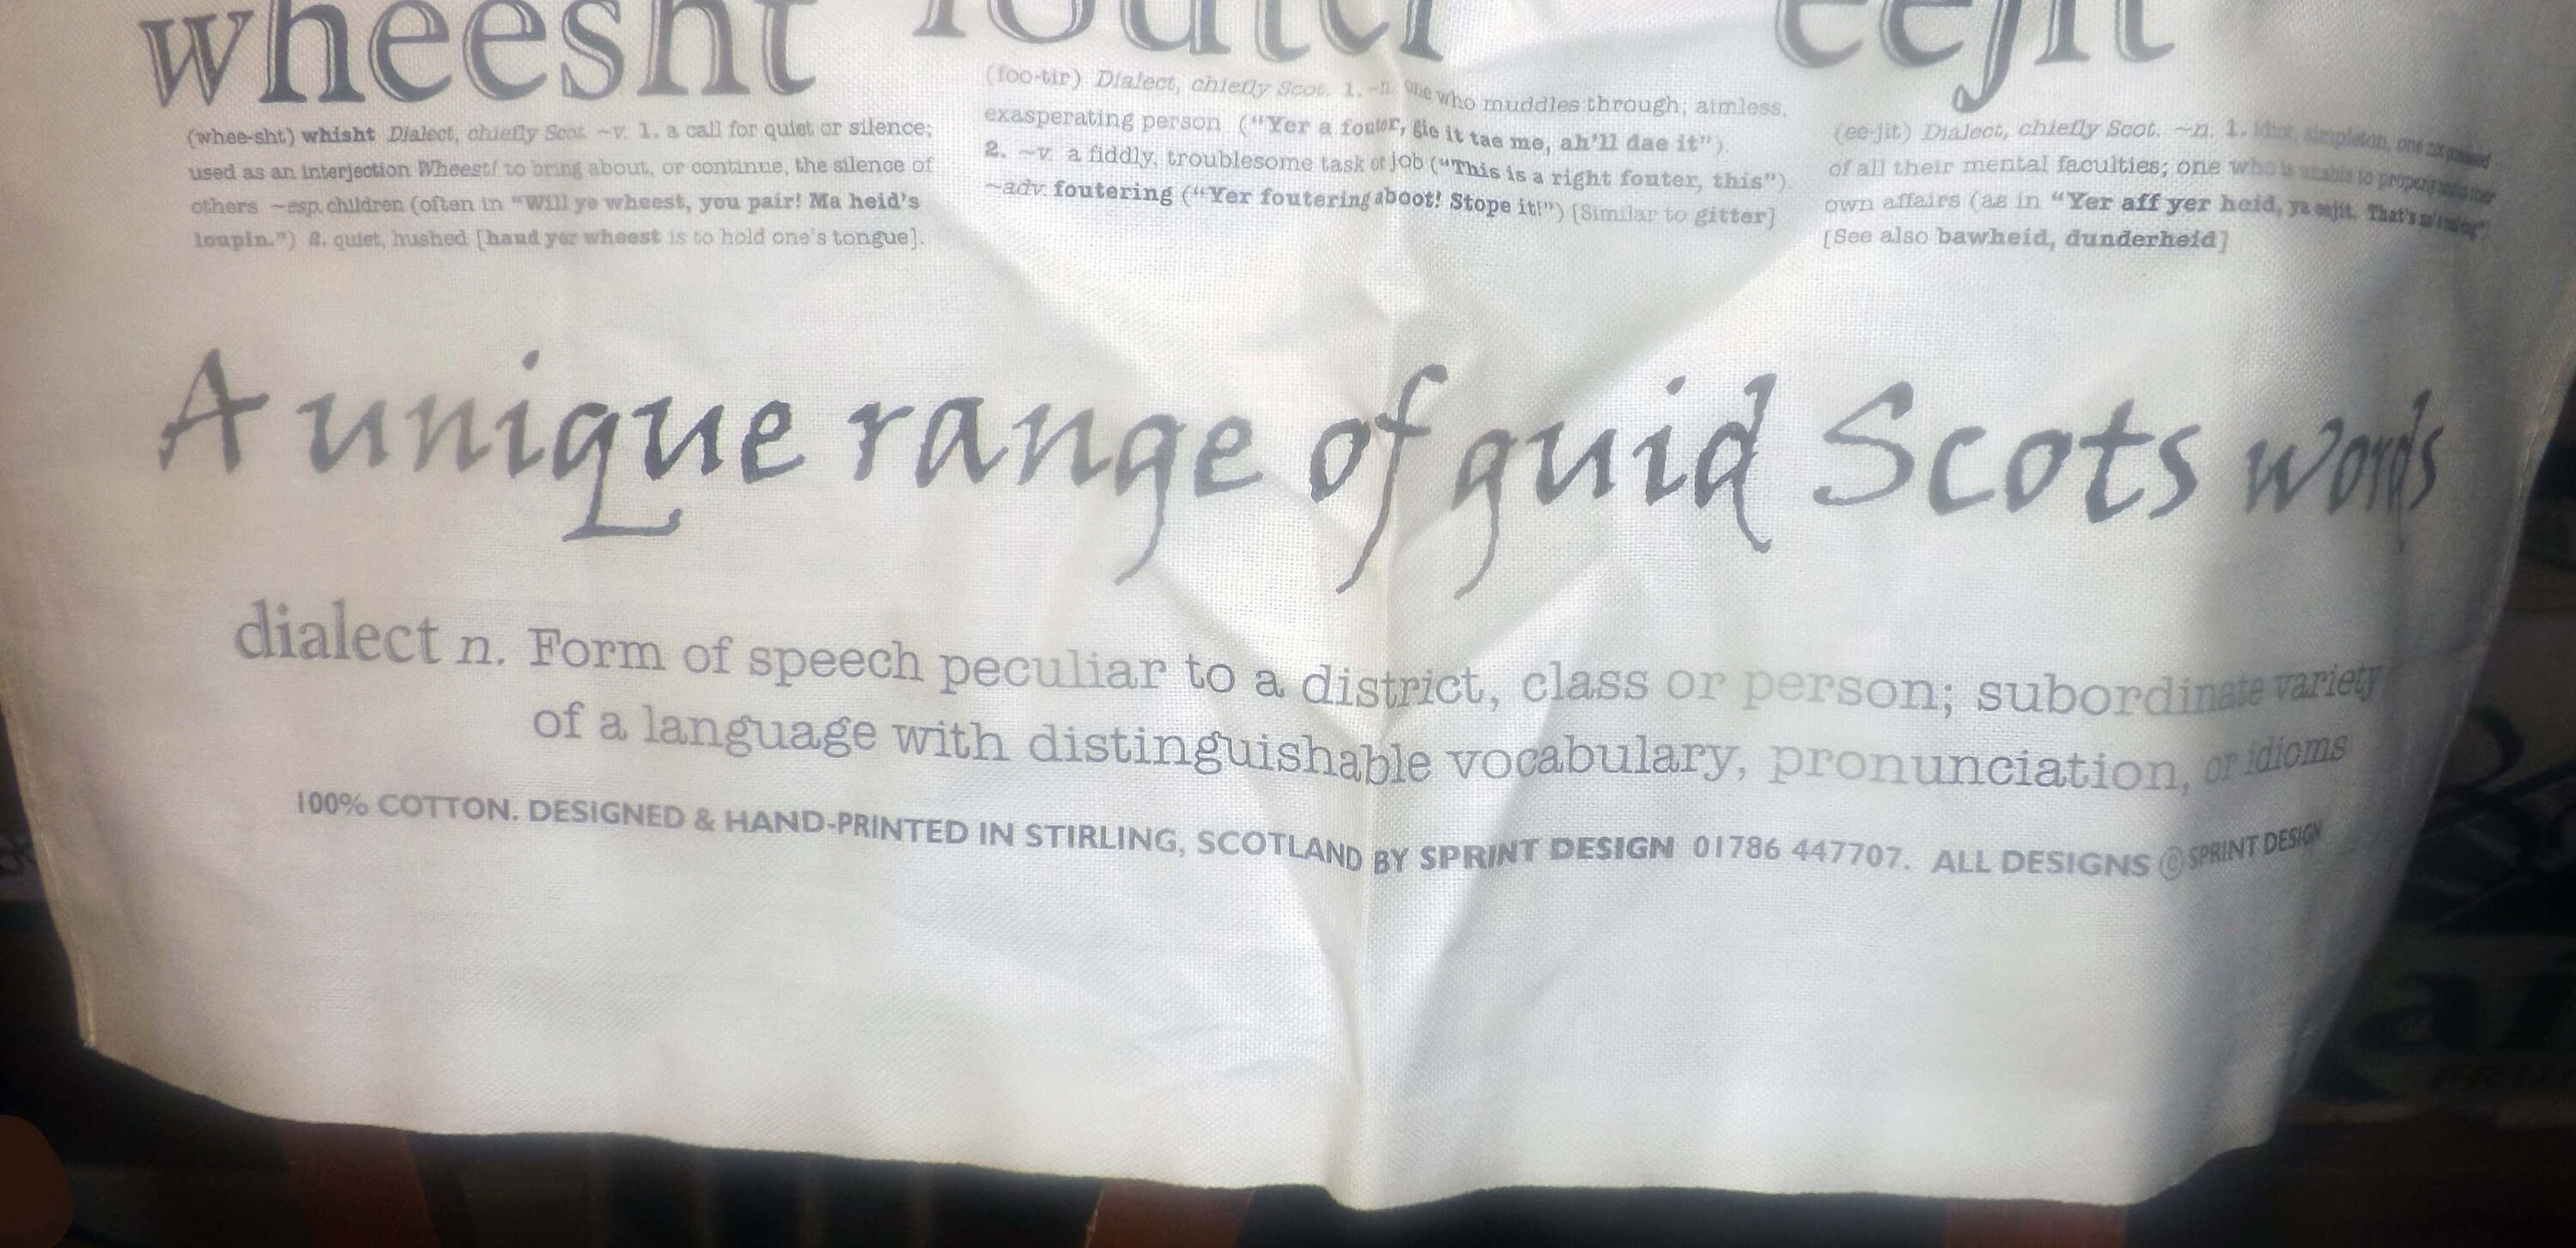 wheesht fouter eejit
(whee-sht) whisht Dialect, chiefly Scot. ~v. 1. a call for quiet or silence;
used as an interjection Wheest! to bring about, or continue, the silence of
others ~esp. children (often in “Will ye wheest, you pair! Ma heid's
loupin.”) 2. quiet, hushed [haud yer wheest is to hold one's tongue].
(foo-tir) Dialect, chiefly Scot. 1. ~n. one who muddles through; aimless,
exasperating person (“Yer a fouter, gie it tae me, ah'll dae it”).
2. ~v. a fiddly, troublesome task or job (“This is a right fouter, this”)
~adv. foutering (“Yer foutering aboot! Stope it!”) [Similar to gitter]
(ee-jit) Dialect, chiefly Scot. ~n. 1. idiot, simpleton, one not possessed
of all their mental faculties; one who is unable to properly
own affairs (as in “Yer aff yer heid, ya eejit. That's
[See also bawheid, dunderheid]
A unique range of guid Scots words
dialect n. Form of speech peculiar to a district, class or person; subordinate variety
of a language with distinguishable vocabulary, pronunciation, or idioms
100% COTTON. DESIGNED & HAND-PRINTED IN STIRLING, SCOTLAND BY SPRINT DESIGN 01786 447707. ALL DESIGNS © SPRINT DESIGN